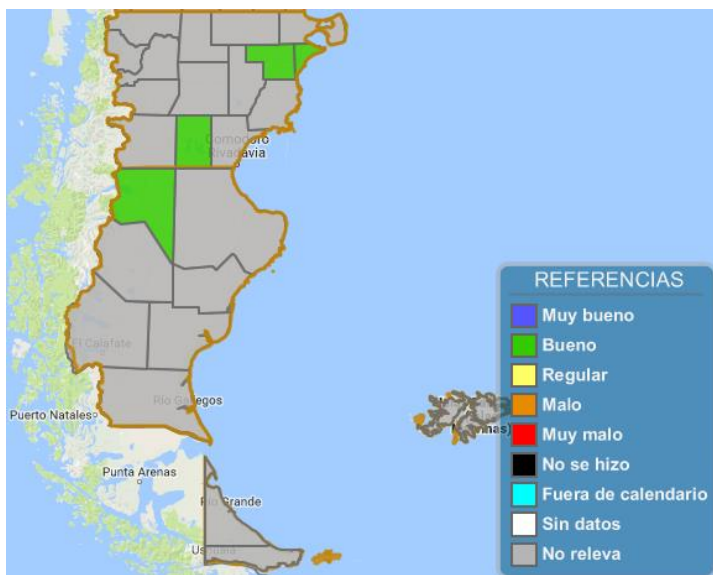 Comodoro
Rivadavia
El Calafate
Río Gallegos
Puerto Natales
Punta Arenas
Río Grande
Ushuaia
REFERENCIAS
Muy bueno
Bueno
Regular
Malo
Muy malo
No se hizo
Fuera de calendario
Sin datos
No releva